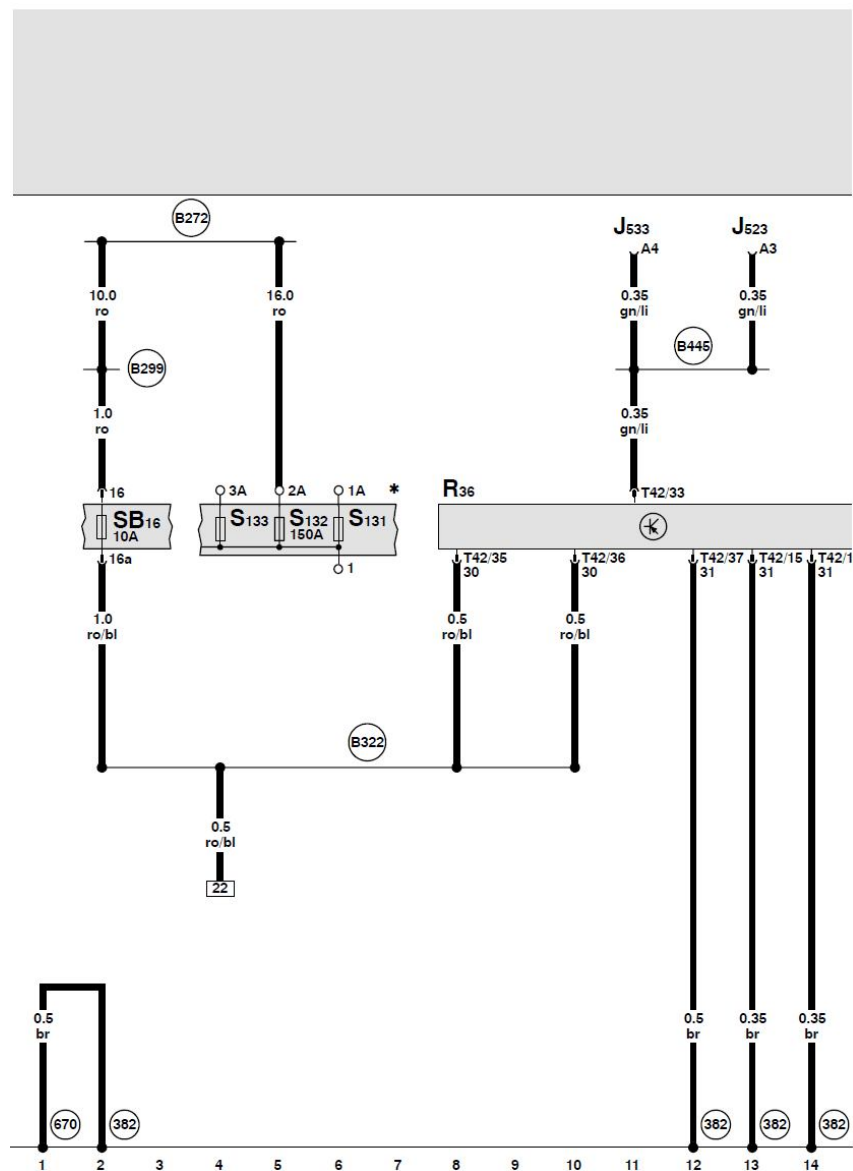 B272
J533
J523
A4
A3
10.0
ro
16.0
ro
0.35
gn/li
0.35
gn/li
B299
B445
1.0
ro
0.35
gn/li
16
3A
2A
1A
*
R36
T42/33
SB16
10A
S133
S132
150A
S131
16a
1
T42/35
30
T42/36
30
T42/37
31
T42/15
31
T42/1
31
1.0
ro/bl
0.5
ro/bl
0.5
ro/bl
B322
0.5
ro/bl
22
0.5
br
0.5
br
0.35
br
0.35
br
670
382
382
382
382
1 2 3 4 5 6 7 8 9 10 11 12 13 14